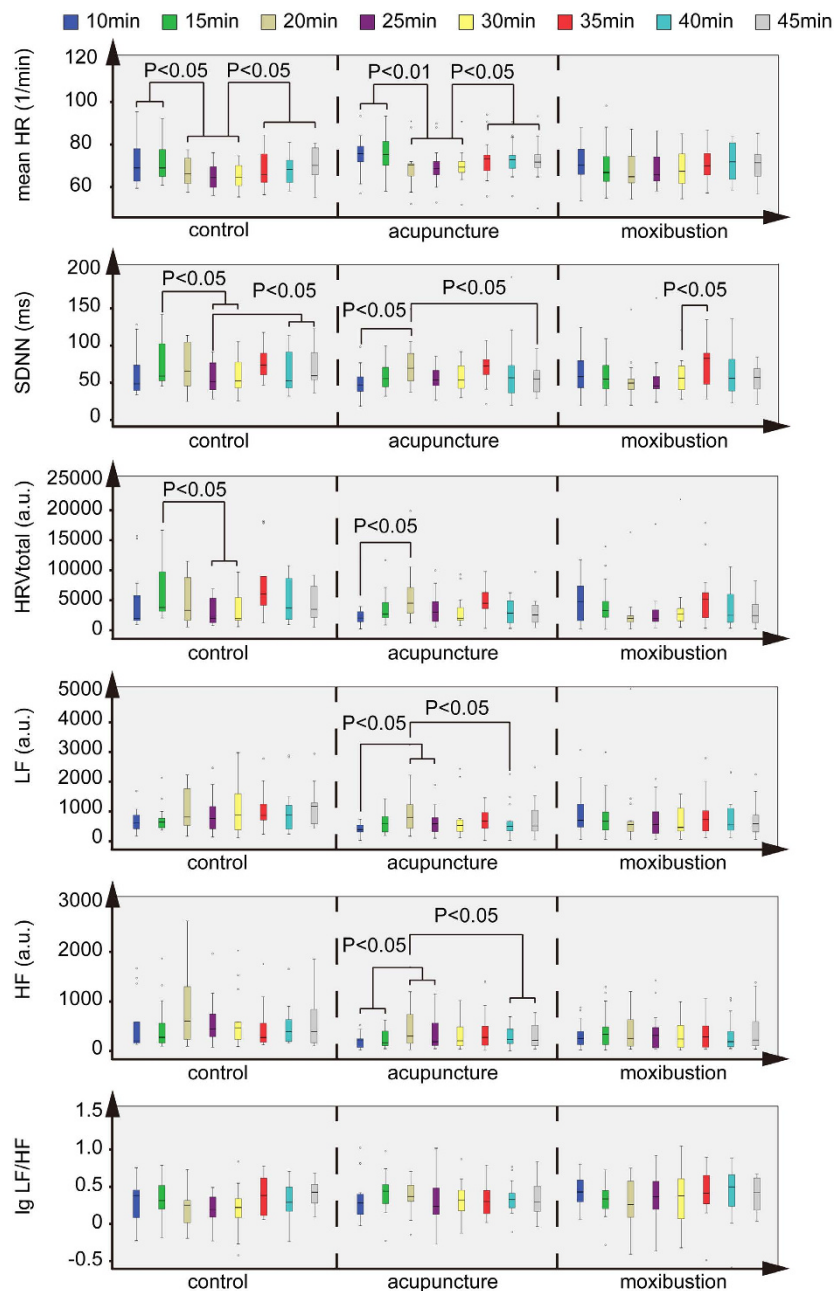 10min 15min 20min 25min 30min 35min 40min 45min
mean HR (1/min)
120
100
80
60
P<0.05
P<0.05
P<0.01
P<0.05
control acupuncture moxibustion
SDNN (ms)
200
150
100
50
0
P<0.05
P<0.05
P<0.05
P<0.05
P<0.05
control acupuncture moxibustion
HRVtotal (a.u.)
25000
20000
15000
10000
5000
0
P<0.05
P<0.05
control acupuncture moxibustion
LF (a.u.)
5000
4000
3000
2000
1000
0
P<0.05
P<0.05
control acupuncture moxibustion
HF (a.u.)
3000
2000
1000
0
P<0.05
P<0.05
control acupuncture moxibustion
lg LF/HF
1.5
1.0
0.5
0
-0.5
control acupuncture moxibustion